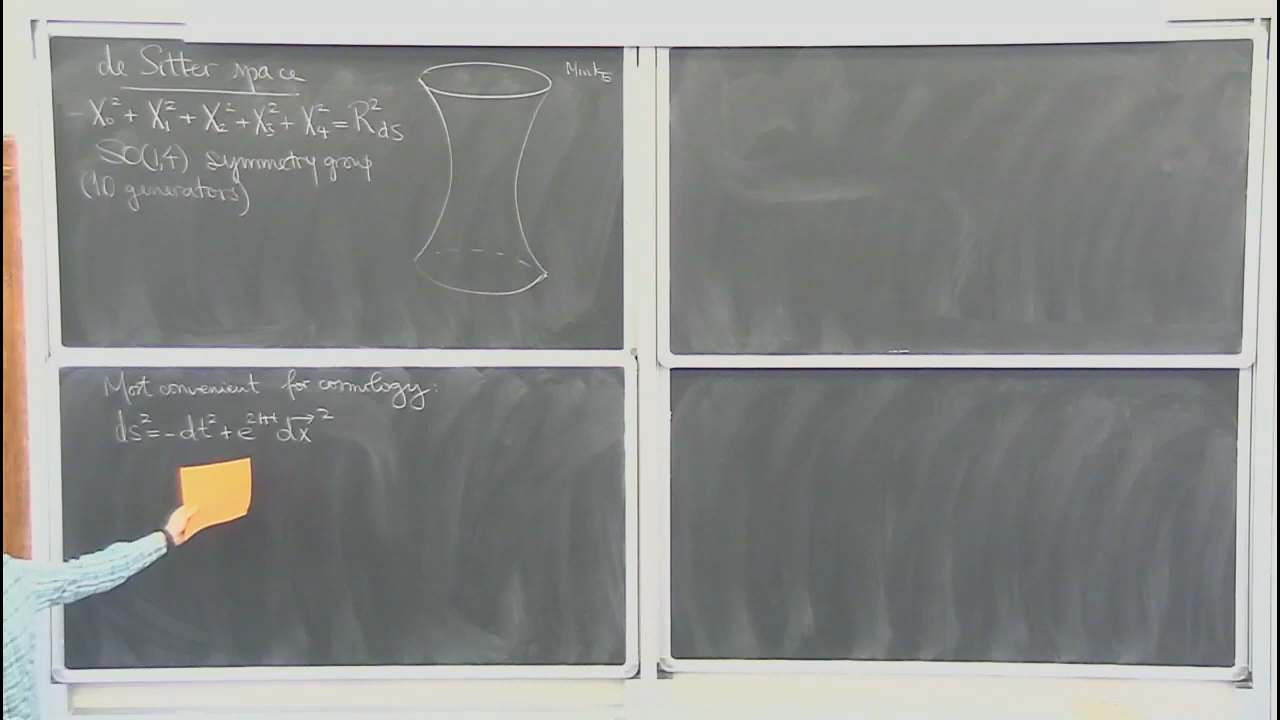 de Sitter space
-X₀² + X₁² + X₂² + X₃² + X₄² = R²dS
SO(1,4) symmetry group
(10 generators)
Mink₅
Most convenient for cosmology:
ds² = -dt² + e^{2Ht} d\vec{x}²